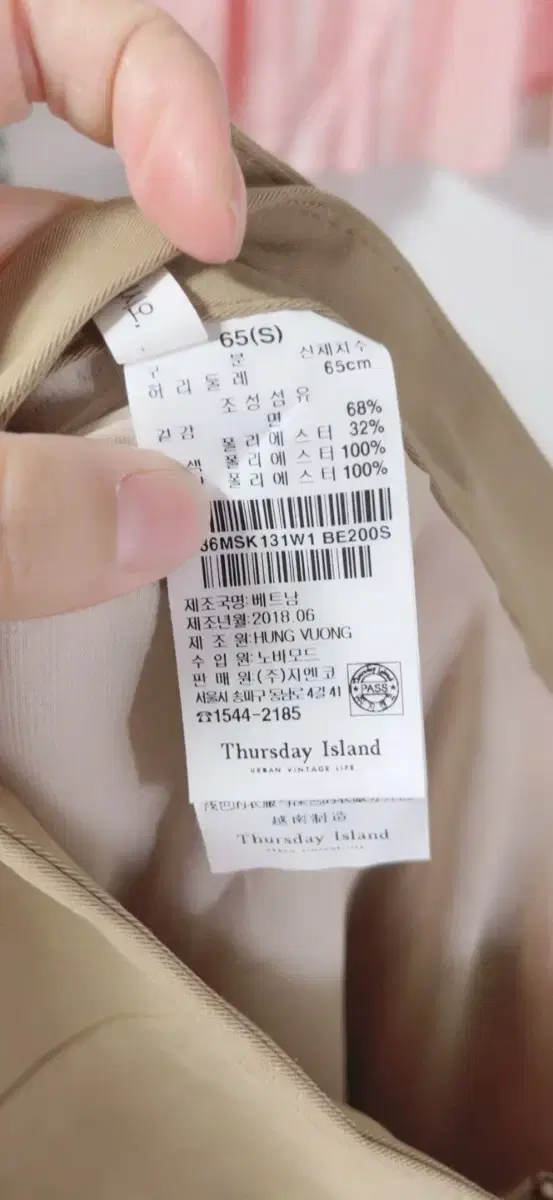 65(S)
구 분 신체치수
허 리 둘 레 65cm
조 성 섬 유
겉 감 면 68%
폴 리 에 스 터 32%
폴 리 에 스 터 100%
폴 리 에 스 터 100%
6MSK131W1 BE200S
제조국명:베트남
제조년월:2018.06
제 조 원:HUNG VUONG
수 입 원:노바모드
판 매 원:(주)지엔코
서울시 송파구 동남로 4길 41
☎1544-2185
PASS
Thursday Island
URBAN VINTAGE LIFE
越南制造
Thursday Island